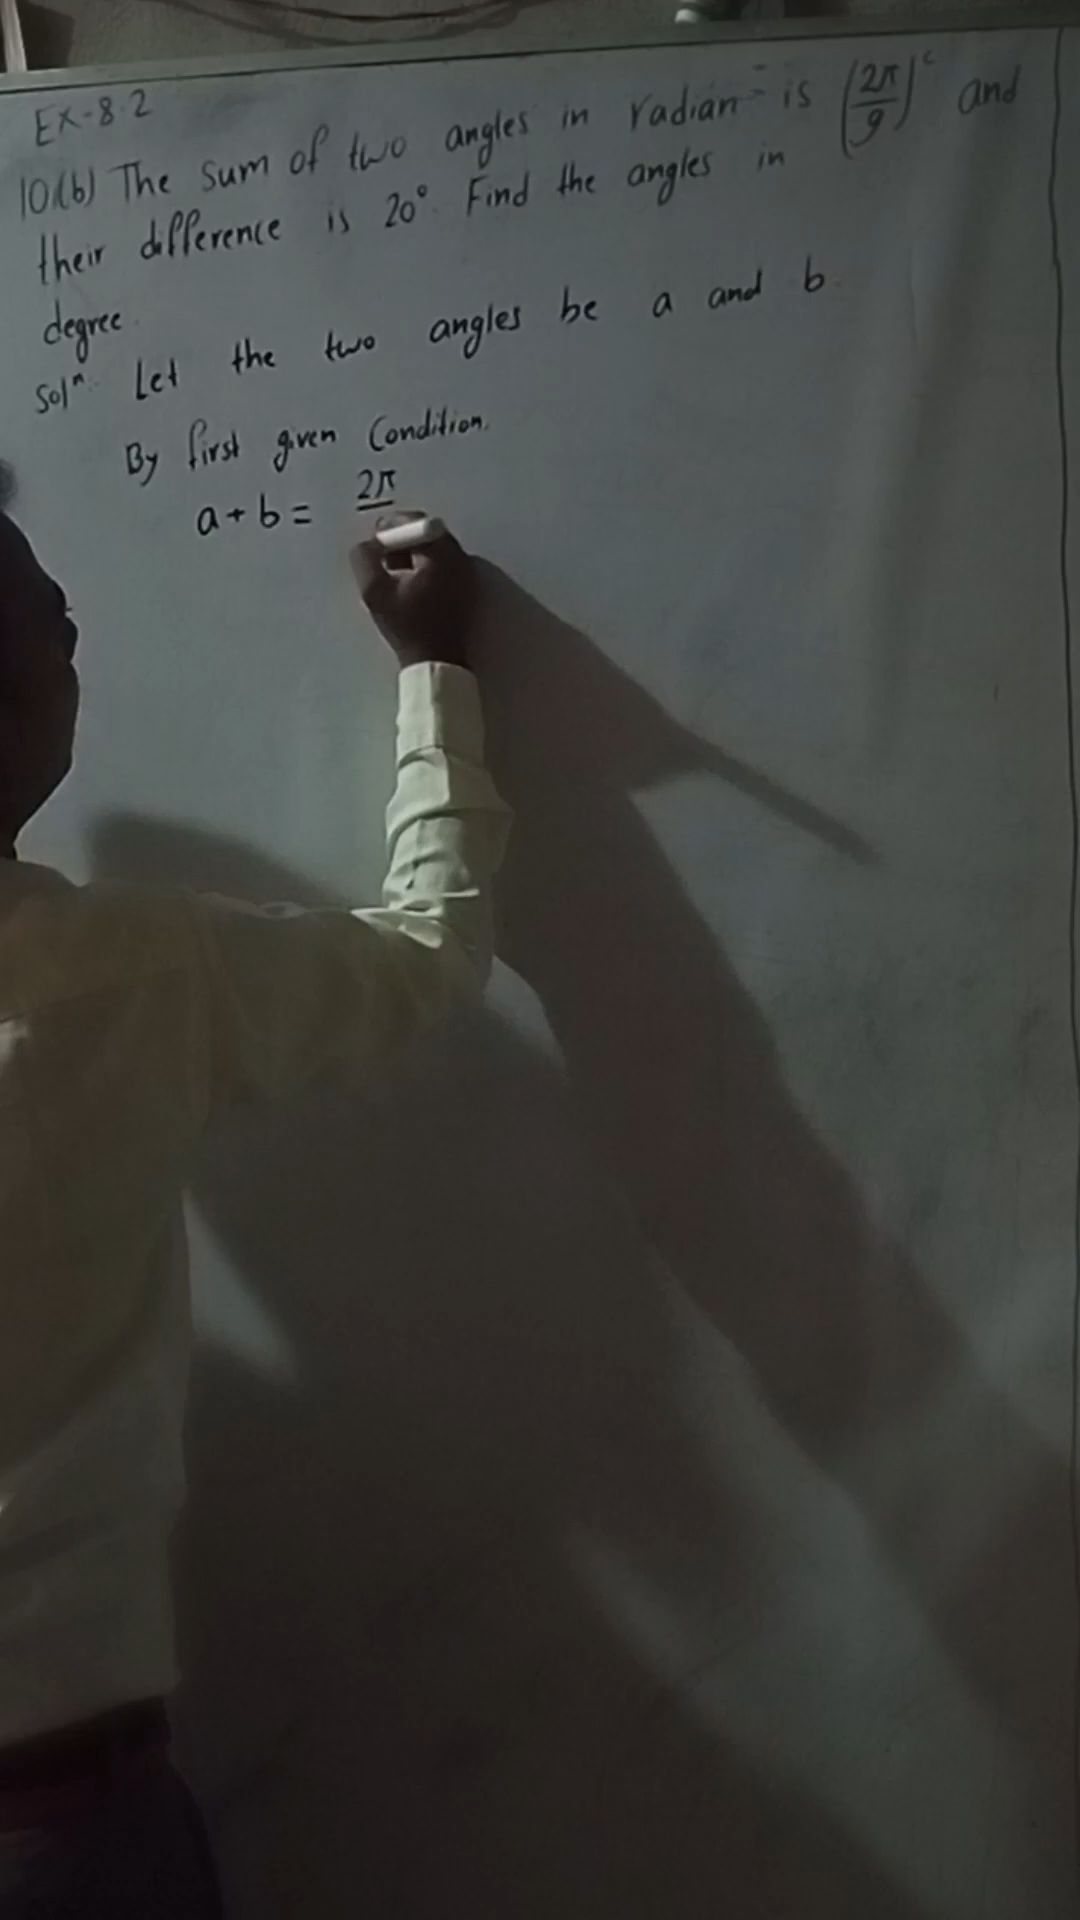 Ex-8.2
10.(b) The sum of two angles in radian is (2π/9)ᶜ and
their difference is 20°. Find the angles in
degree.
Solⁿ. Let the two angles be a and b.
By first given Condition,
a + b = 2π